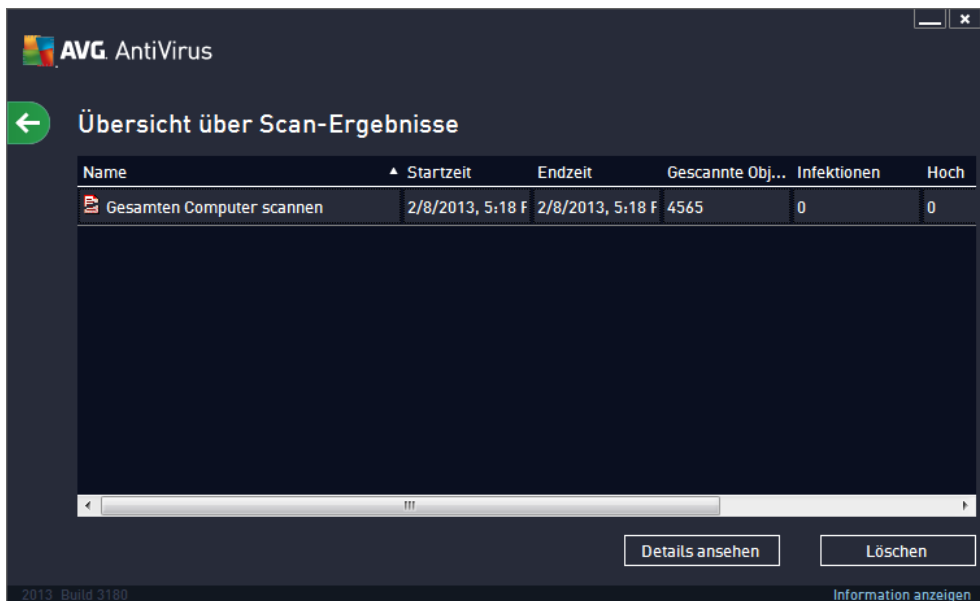 AVG. AntiVirus
Übersicht über Scan-Ergebnisse
Name Startzeit Endzeit Gescannte Obj... Infektionen Hoch
Gesamten Computer scannen 2/8/2013, 5:18 2/8/2013, 5:18 4565 0 0
Details ansehen Löschen
2013 Build 3180 Information anzeigen